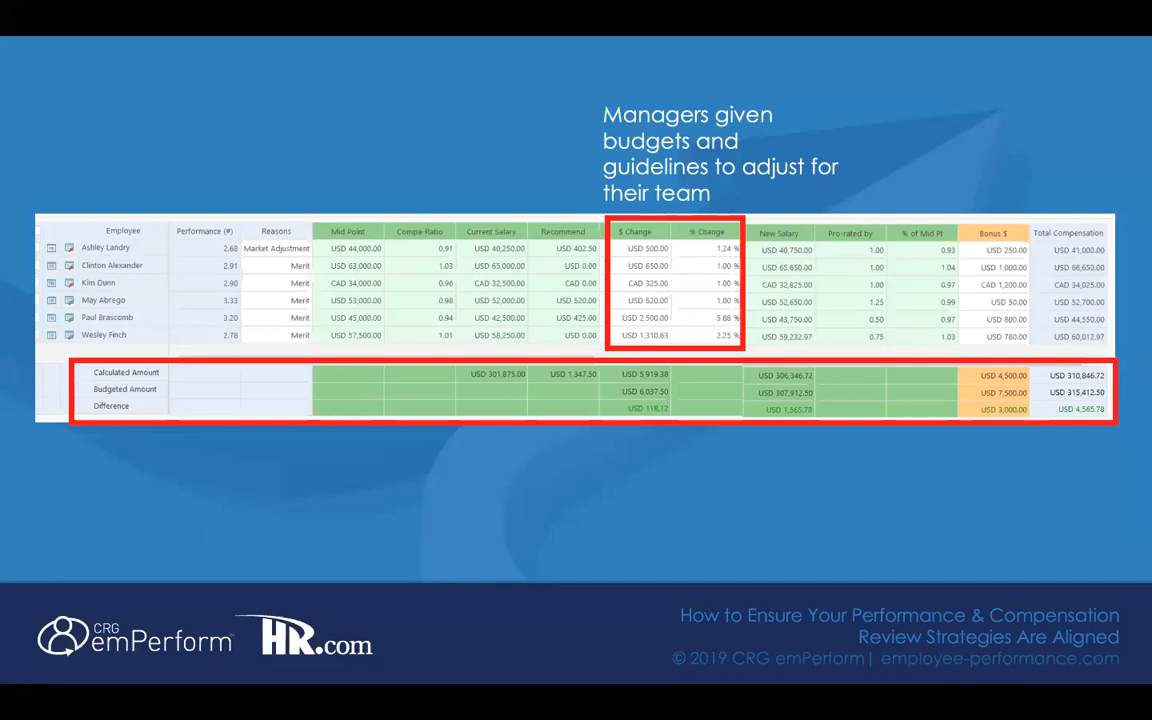 Managers given
budgets and
guidelines to adjust for
their team
Employee Performance (#) Reasons Mid Point Compa-Ratio Current Salary Recommend $ Change % Change New Salary Pro-rated by % of Mid Pt Bonus $ Total Compensation
Ashley Landry 2.68 Market Adjustment USD 44,000.00 0.91 USD 40,250.00 USD 402.50 USD 500.00 1.24 % USD 40,750.00 1.00 0.93 USD 250.00 USD 41,000.00
Clinton Alexander 2.91 Merit USD 63,000.00 1.03 USD 65,000.00 USD 0.00 USD 650.00 1.00 % USD 65,650.00 1.00 1.04 USD 1,000.00 USD 66,650.00
Kim Dunn 2.90 Merit CAD 34,000.00 0.96 CAD 32,500.00 CAD 0.00 CAD 325.00 1.00 % CAD 32,825.00 1.00 0.97 CAD 1,200.00 CAD 34,025.00
May Abrego 3.33 Merit USD 53,000.00 0.98 USD 52,000.00 USD 520.00 USD 520.00 1.00 % USD 52,650.00 1.25 0.99 USD 50.00 USD 52,700.00
Paul Brascomb 3.20 Merit USD 45,000.00 0.94 USD 42,500.00 USD 425.00 USD 2,500.00 5.88 % USD 43,750.00 0.50 0.97 USD 800.00 USD 44,550.00
Wesley Finch 2.78 Merit USD 57,500.00 1.01 USD 58,250.00 USD 0.00 USD 1,310.63 2.25 % USD 59,232.97 0.75 1.03 USD 780.00 USD 60,012.97
Calculated Amount USD 301,875.00 USD 1,347.50 USD 5,919.38 USD 306,346.72 USD 4,500.00 USD 310,846.72
Budgeted Amount USD 6,037.50 USD 307,912.50 USD 7,500.00 USD 315,412.50
Difference USD 118.12 USD 1,565.78 USD 3,000.00 USD 4,565.78
CRG
emPerform™
HR.com
How to Ensure Your Performance & Compensation
Review Strategies Are Aligned
© 2019 CRG emPerform| employee-performance.com